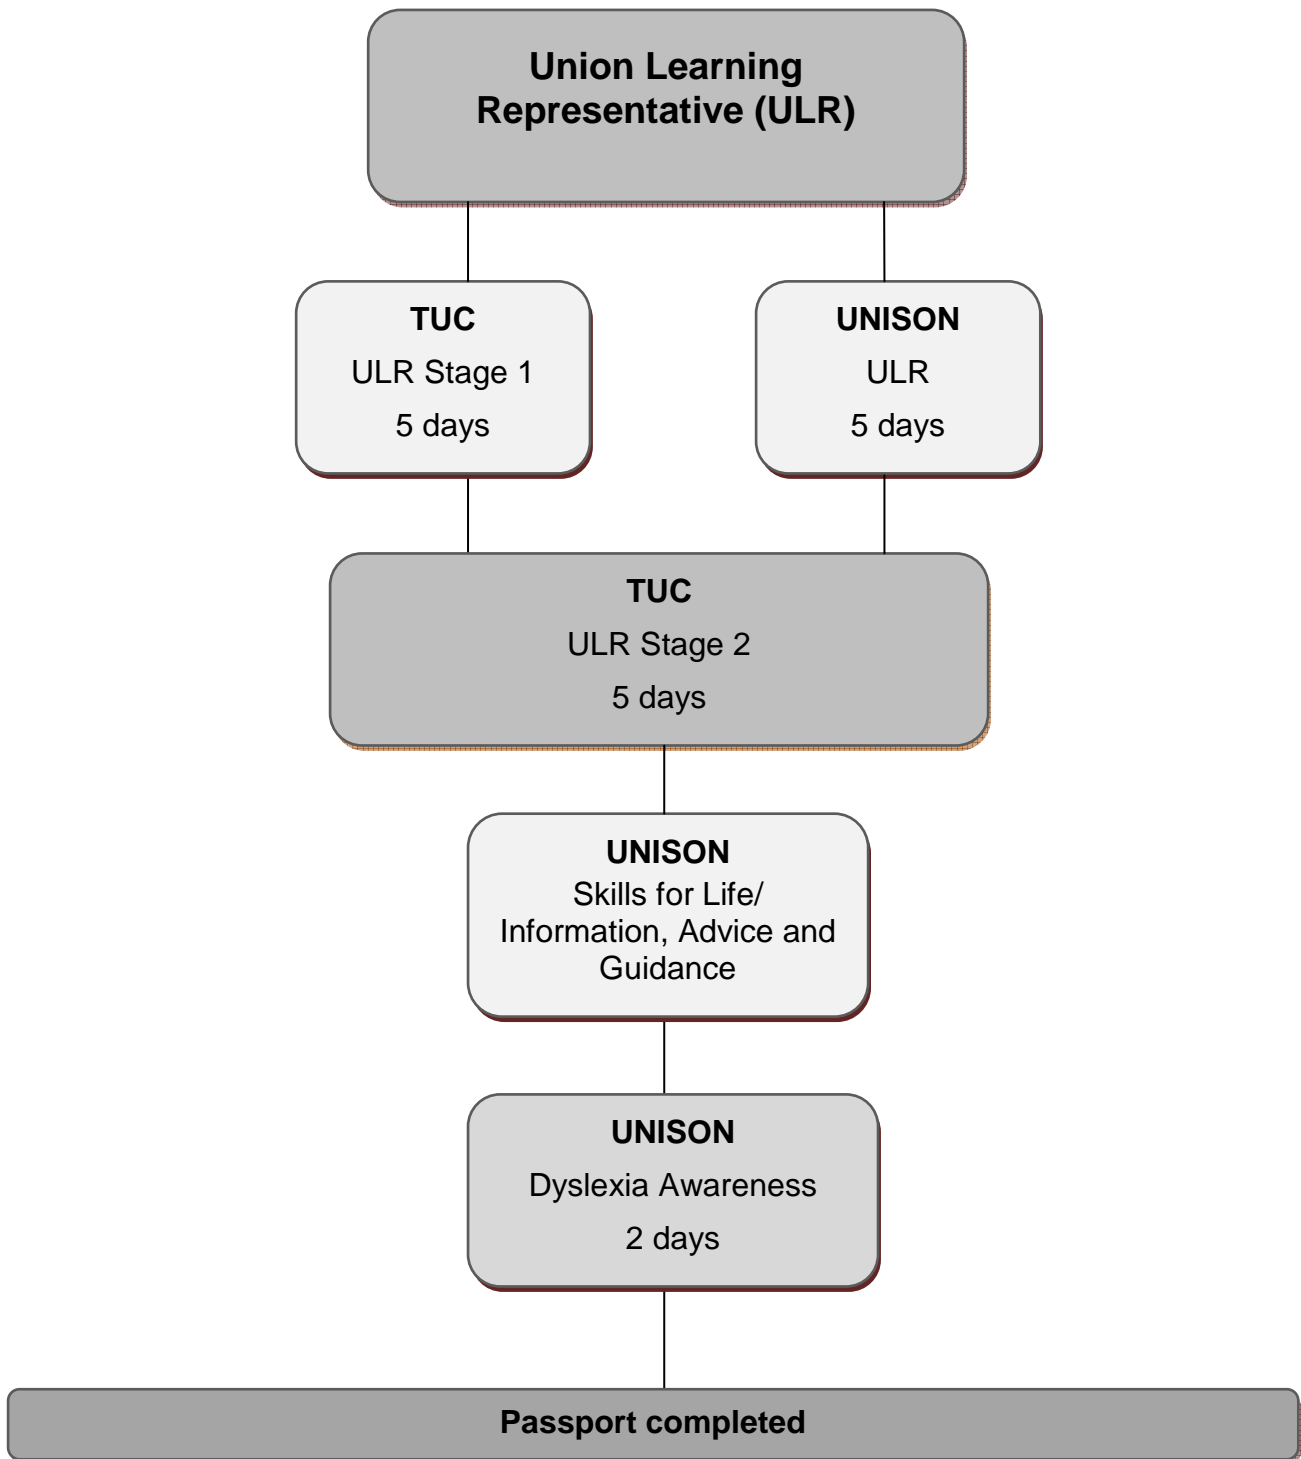 Union Learning
Representative (ULR)
TUC
ULR Stage 1
5 days
UNISON
ULR
5 days
TUC
ULR Stage 2
5 days
UNISON
Skills for Life/
Information, Advice and
Guidance
UNISON
Dyslexia Awareness
2 days
Passport completed